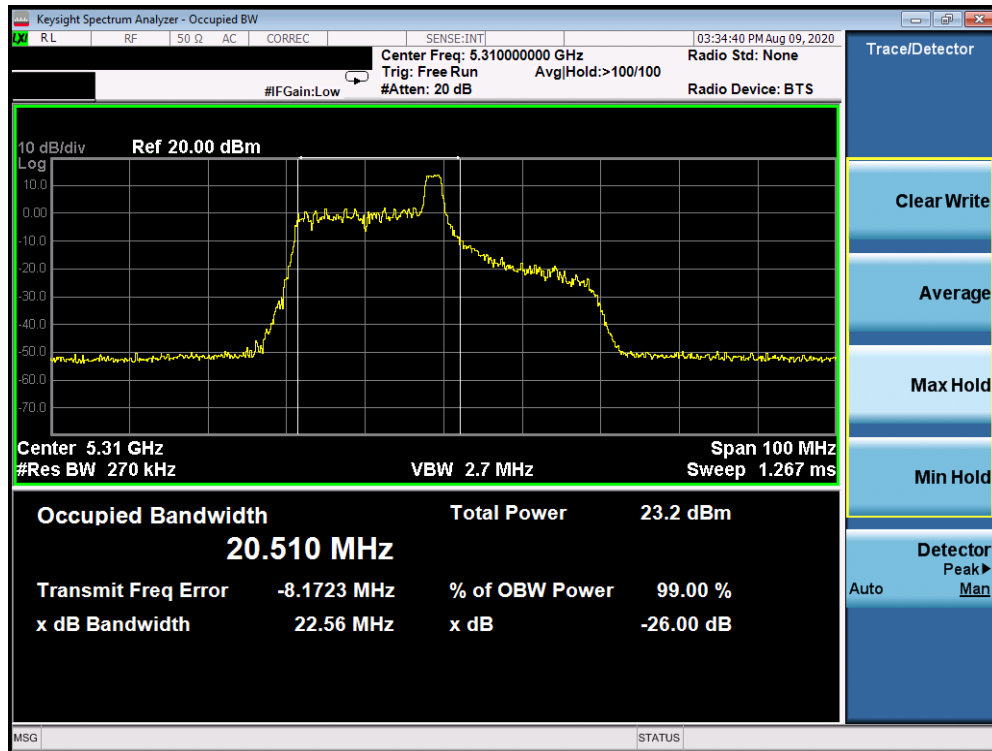 Keysight Spectrum Analyzer - Occupied BW
LXI RL RF 50 Ω AC CORREC SENSE:INT 03:34:40 PM Aug 09, 2020
Center Freq: 5.310000000 GHz Radio Std: None
Trig: Free Run Avg|Hold:>100/100
#IFGain:Low #Atten: 20 dB Radio Device: BTS
10 dB/div Ref 20.00 dBm
Log
10.0
0.00
-10.0
-20.0
-30.0
-40.0
-50.0
-60.0
-70.0
Center 5.31 GHz Span 100 MHz
#Res BW 270 kHz VBW 2.7 MHz Sweep 1.267 ms
Occupied Bandwidth Total Power 23.2 dBm
20.510 MHz
Transmit Freq Error -8.1723 MHz % of OBW Power 99.00 %
x dB Bandwidth 22.56 MHz x dB -26.00 dB
MSG STATUS
Trace/Detector
Clear Write
Average
Max Hold
Min Hold
Detector
Peak▶
Auto Man